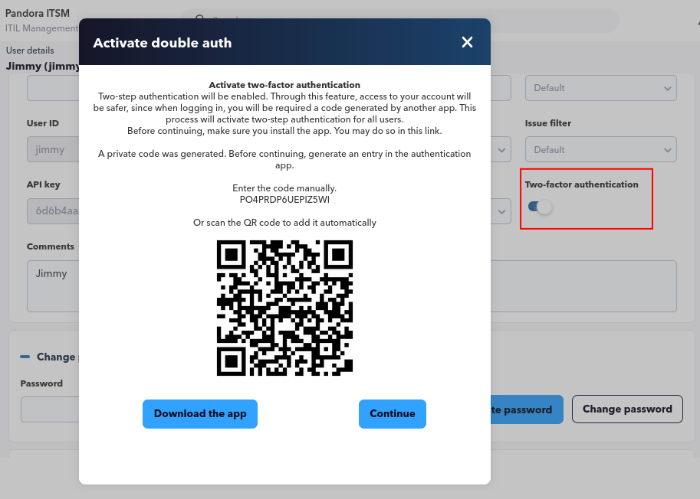 Pandora ITSM
ITIL Management
User details
Jimmy (jimmy
Activate double auth
Activate two-factor authentication
Two-step authentication will be enabled. Through this feature, access to your account will
be safer, since when logging in, you will be required a code generated by another app. This
process will activate two-step authentication for all users.
Before continuing, make sure you install the app. You may do so in this link.
A private code was generated. Before continuing, generate an entry in the authentication
app.
Enter the code manually.
PO4PRDP6UEPIZ5WI
Or scan the QR code to add it automatically
Download the app
Continue
Default
User ID
jimmy
Issue filter
Default
API key
6d6b4aa
Two-factor authentication
Comments
Jimmy
Change
Password
te password
Change password